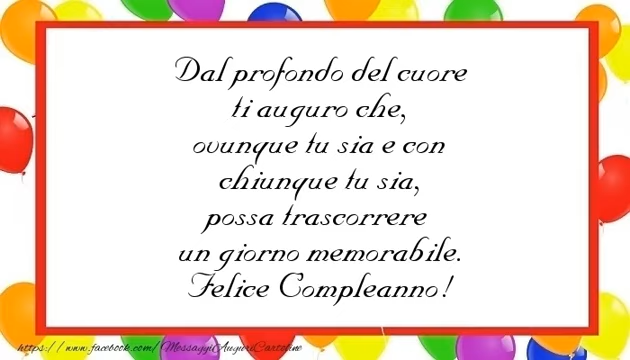 Dal profondo del cuore
ti auguro che,
ovunque tu sia e con
chiunque tu sia,
possa trascorrere
un giorno memorabile.
Felice Compleanno!
https://www.facebook.com/MessaggiAuguriCartoline